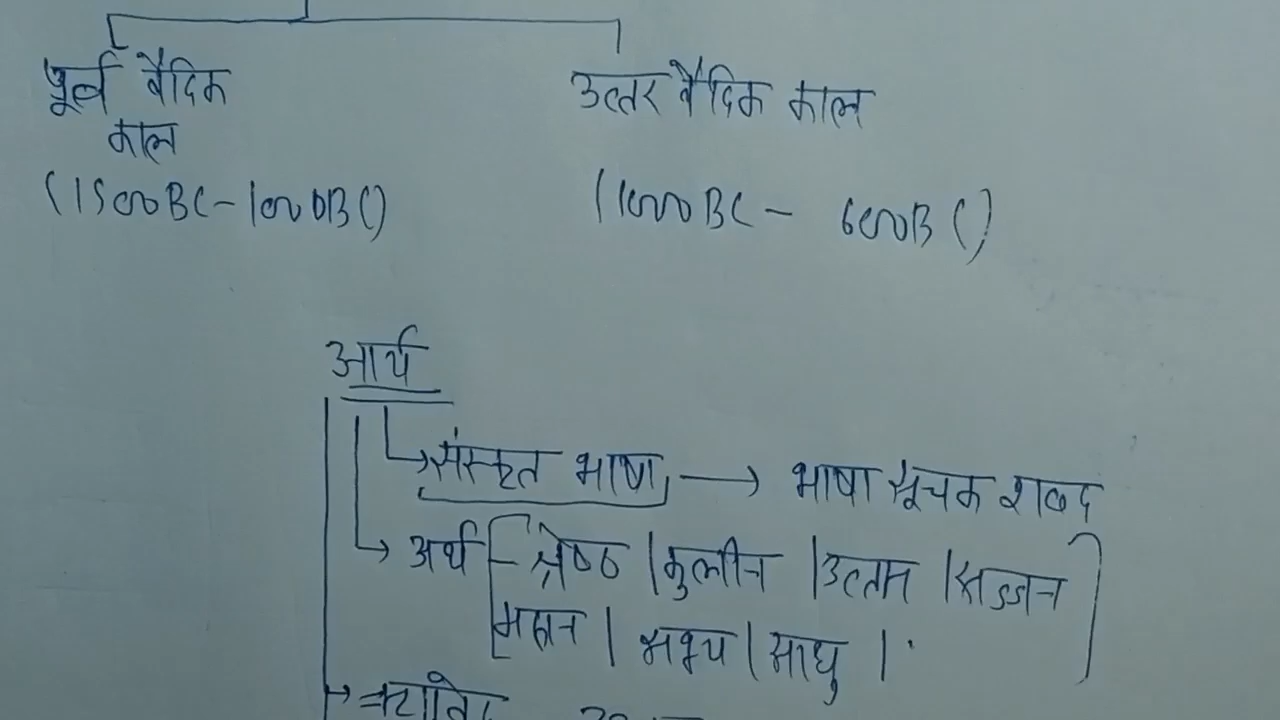 पूर्व वैदिक उत्तर वैदिक काल
काल
(1500BC-1000BC) (1000BC - 600BC)
आर्य
संस्कृत भाषा → भाषा सूचक शब्द
→ अर्थ - श्रेष्ठ | कुलीन | उत्तम | सज्जन
महान | सभ्य | साधु |